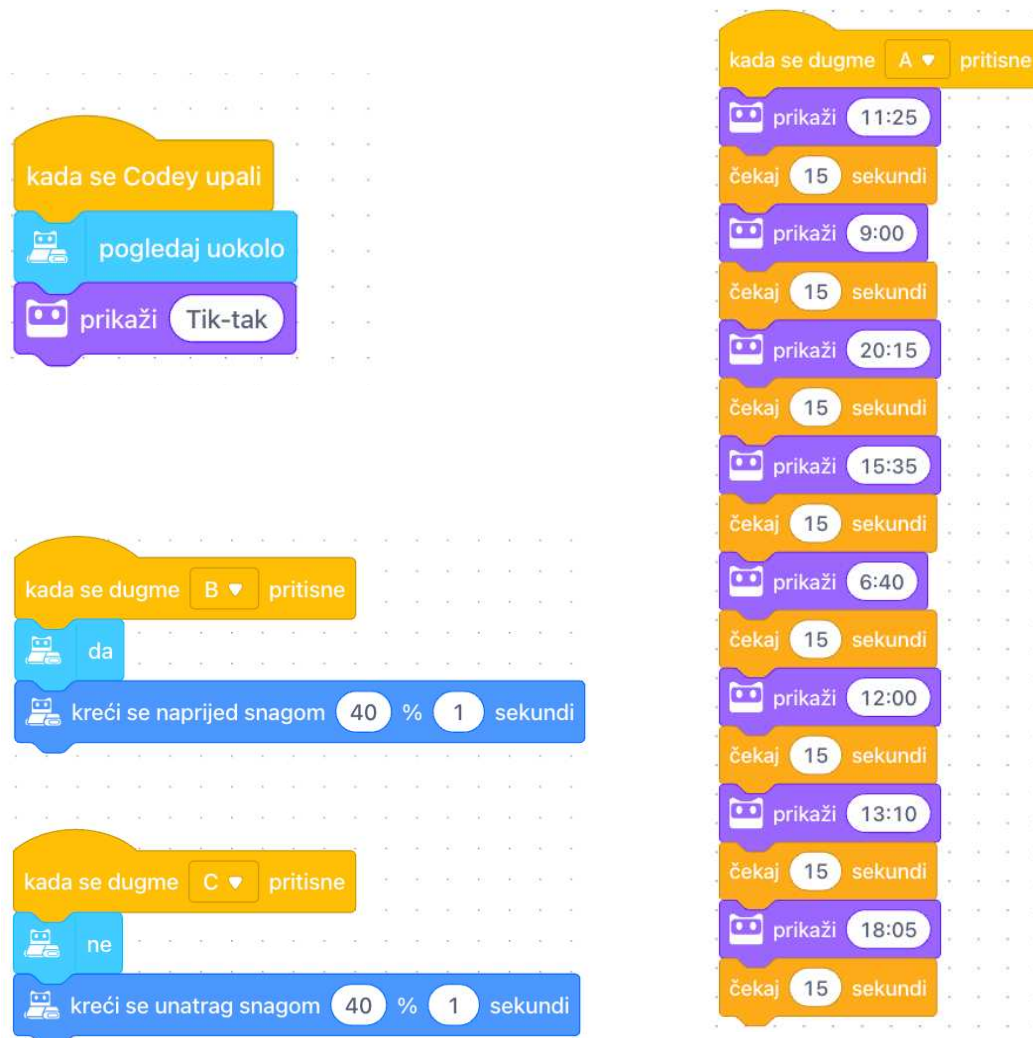 kada se Codey upali
pogledaj uokolo
prikaži Tik-tak
kada se dugme B pritisne
da
kreći se naprijed snagom 40 % 1 sekundi
kada se dugme C pritisne
ne
kreći se unatrag snagom 40 % 1 sekundi
kada se dugme A pritisne
prikaži 11:25
čekaj 15 sekundi
prikaži 9:00
čekaj 15 sekundi
prikaži 20:15
čekaj 15 sekundi
prikaži 15:35
čekaj 15 sekundi
prikaži 6:40
čekaj 15 sekundi
prikaži 12:00
čekaj 15 sekundi
prikaži 13:10
čekaj 15 sekundi
prikaži 18:05
čekaj 15 sekundi